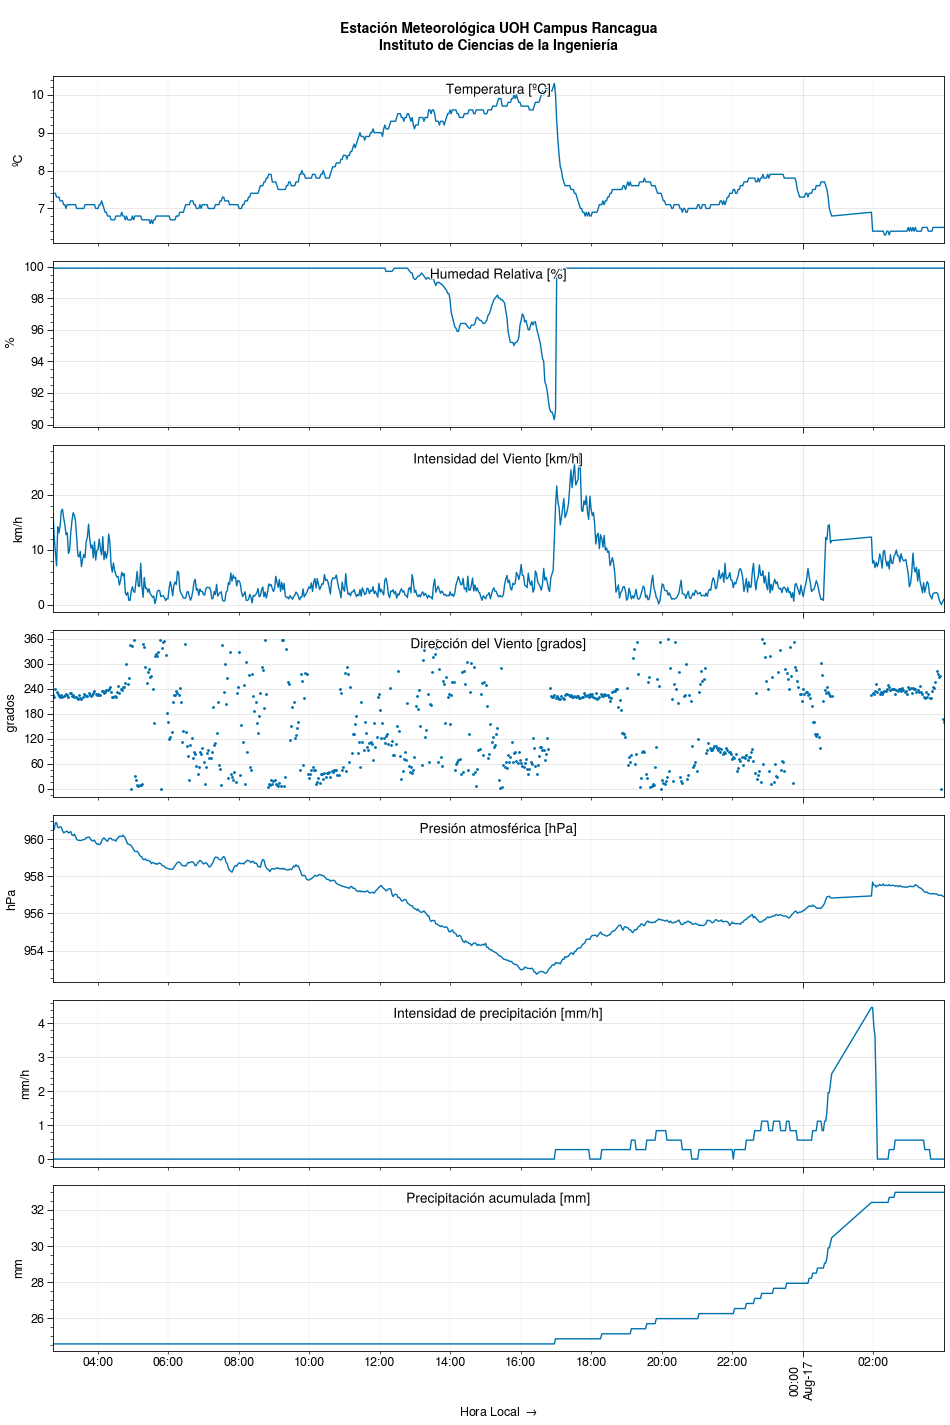 Estación Meteorológica UOH Campus Rancagua
Instituto de Ciencias de la Ingeniería
Temperatura [ºC]
ºC
10
9
8
7
Humedad Relativa [%]
%
100
98
96
94
92
90
Intensidad del Viento [km/h]
km/h
20
10
0
Dirección del Viento [grados]
grados
360
300
240
180
120
60
0
Presión atmosférica [hPa]
hPa
960
958
956
954
Intensidad de precipitación [mm/h]
mm/h
4
3
2
1
0
Precipitación acumulada [mm]
mm
32
30
28
26
04:00 06:00 08:00 10:00 12:00 14:00 16:00 18:00 20:00 22:00 00:00 02:00
Aug-17
Hora Local →